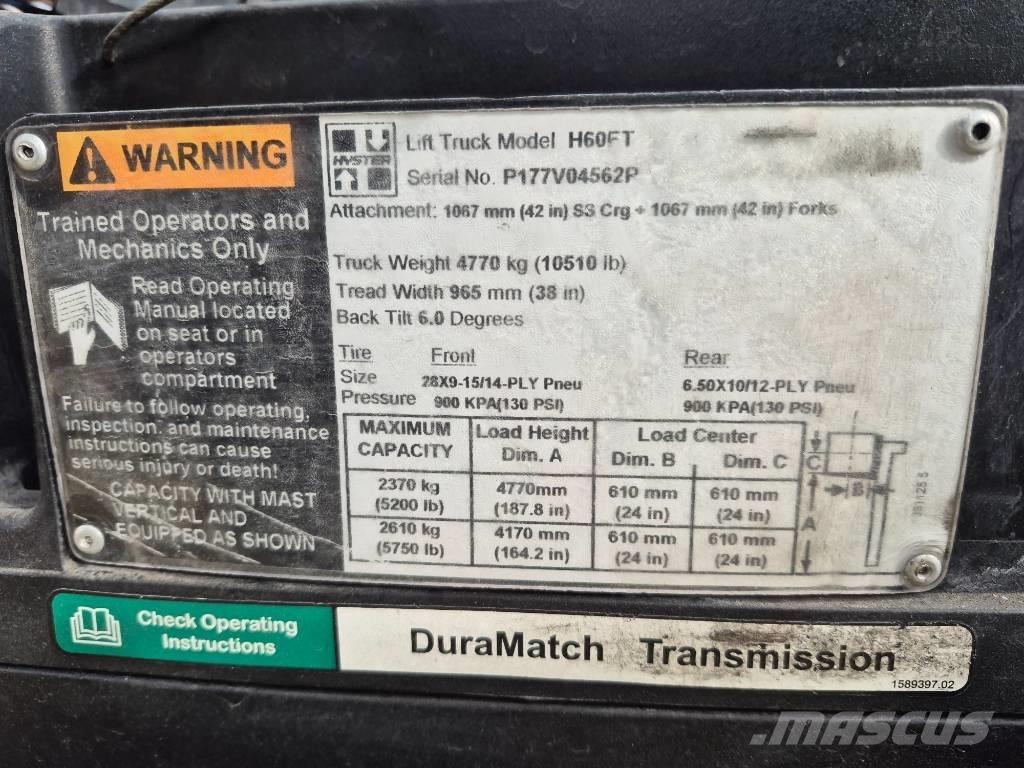 WARNING
Trained Operators and
Mechanics Only
Read Operating
Manual located
on seat or in
operators
compartment
Failure to follow operating,
inspection and maintenance
instructions can cause
serious injury or death!
CAPACITY WITH MAST
VERTICAL AND
EQUIPPED AS SHOWN
HYSTER
Lift Truck Model H60FT
Serial No. P177V04562P
Attachment: 1067 mm (42 in) SS Crg + 1067 mm (42 in) Forks
Truck Weight 4770 kg (10510 lb)
Tread Width 965 mm (38 in)
Back Tilt 6.0 Degrees
Tire Front Rear
Size 28X9-15/14-PLY Pneu 6.50X10/12-PLY Pneu
Pressure 900 KPA(130 PSI) 900 KPA(130 PSI)
MAXIMUM CAPACITY Load Height Dim. A Load Center Dim. B Dim. C
2370 kg (5200 lb) 4770mm (187.8 in) 610 mm (24 in) 610 mm (24 in)
2610 kg (5750 lb) 4170 mm (164.2 in) 610 mm (24 in) 610 mm (24 in)
C
B
A
Check Operating
Instructions
DuraMatch Transmission
1589397.02
MASCUS